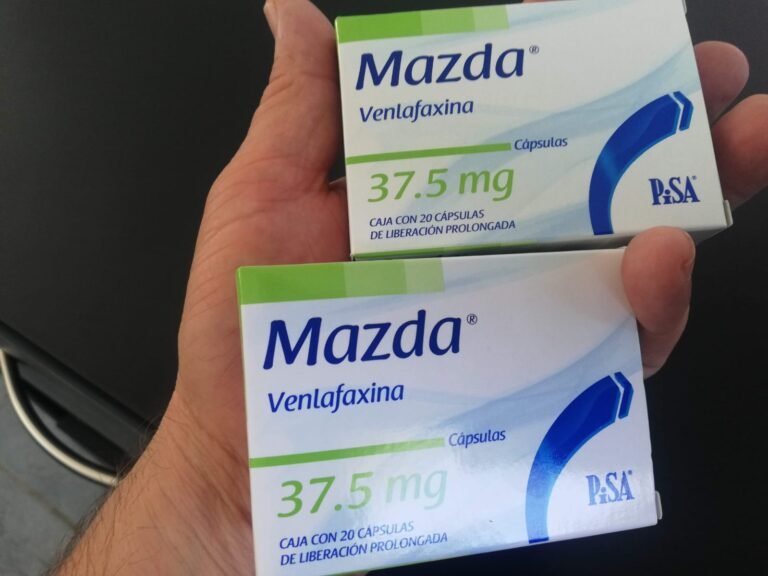 Mazda®
Venlafaxina
Cápsulas
37.5 mg
CAJA CON 20 CÁPSULAS
DE LIBERACIÓN PROLONGADA
PiSA®
Mazda®
Venlafaxina
Cápsulas
37.5 mg
CAJA CON 20 CÁPSULAS
DE LIBERACIÓN PROLONGADA
PiSA®